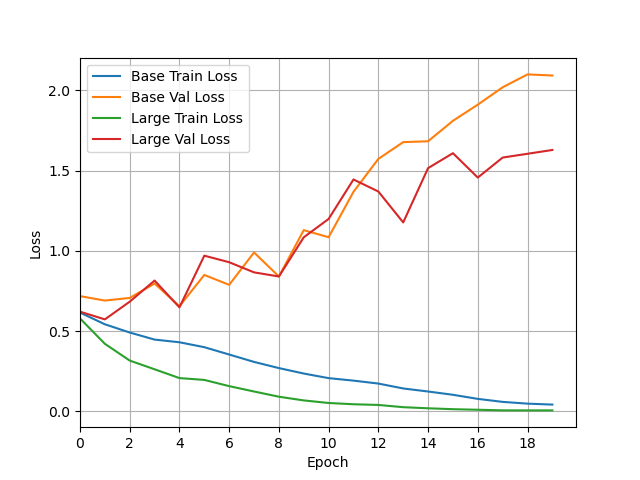 Base Train Loss
Base Val Loss
Large Train Loss
Large Val Loss
2.0
1.5
1.0
0.5
0.0
Loss
0 2 4 6 8 10 12 14 16 18
Epoch